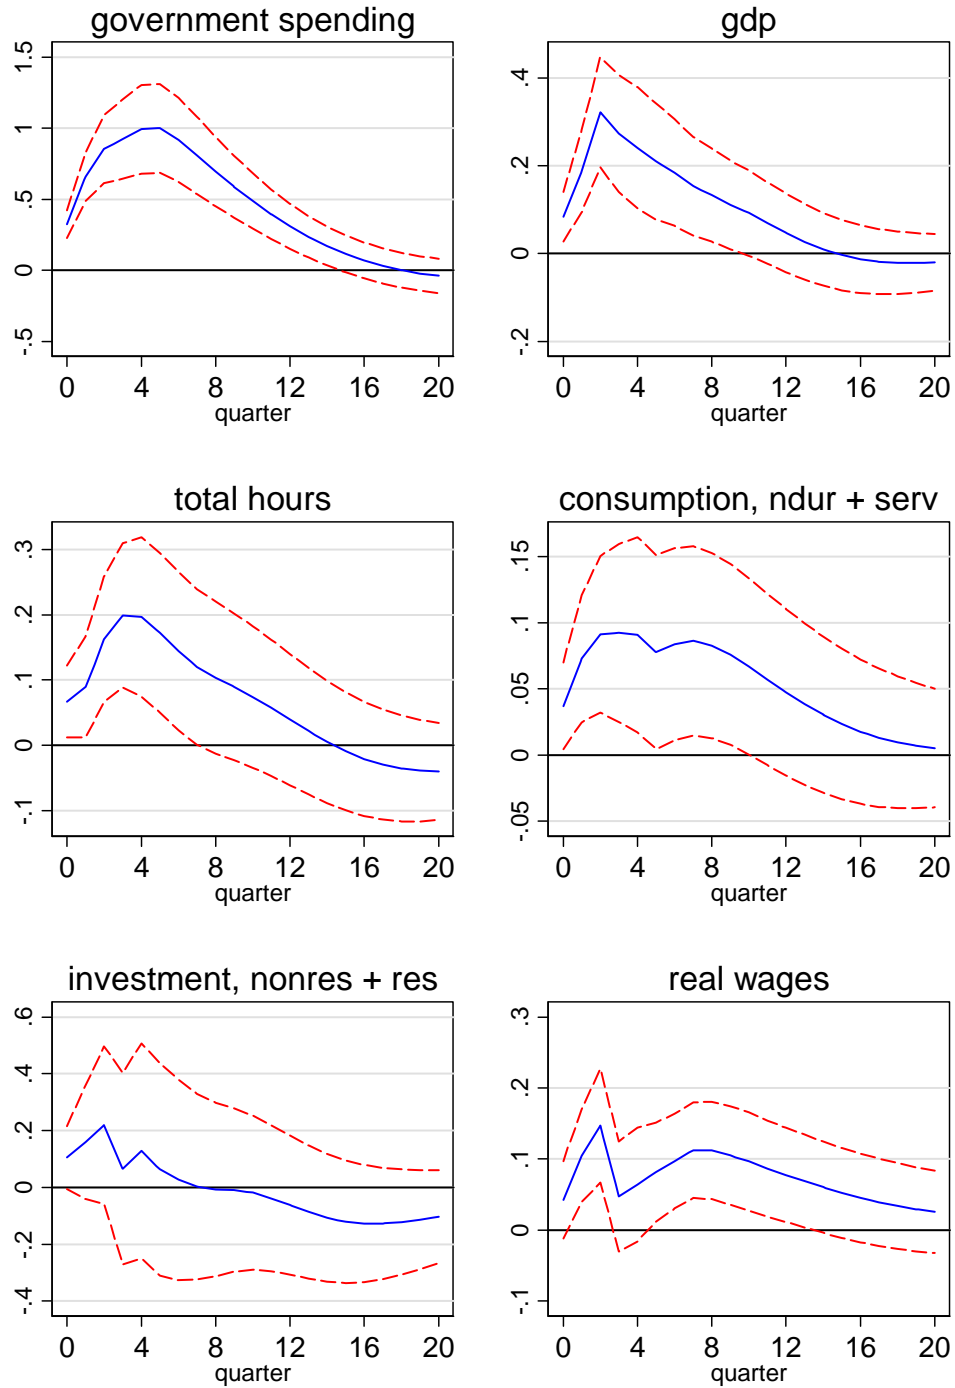 government spending
1.5
1
.5
0
-.5
0 4 8 12 16 20
quarter
gdp
.4
.2
0
-.2
0 4 8 12 16 20
quarter
total hours
.3
.2
.1
0
-.1
0 4 8 12 16 20
quarter
consumption, ndur + serv
.15
.1
.05
0
-.05
0 4 8 12 16 20
quarter
investment, nonres + res
.6
.4
.2
0
-.2
-.4
0 4 8 12 16 20
quarter
real wages
.3
.2
.1
0
-.1
0 4 8 12 16 20
quarter